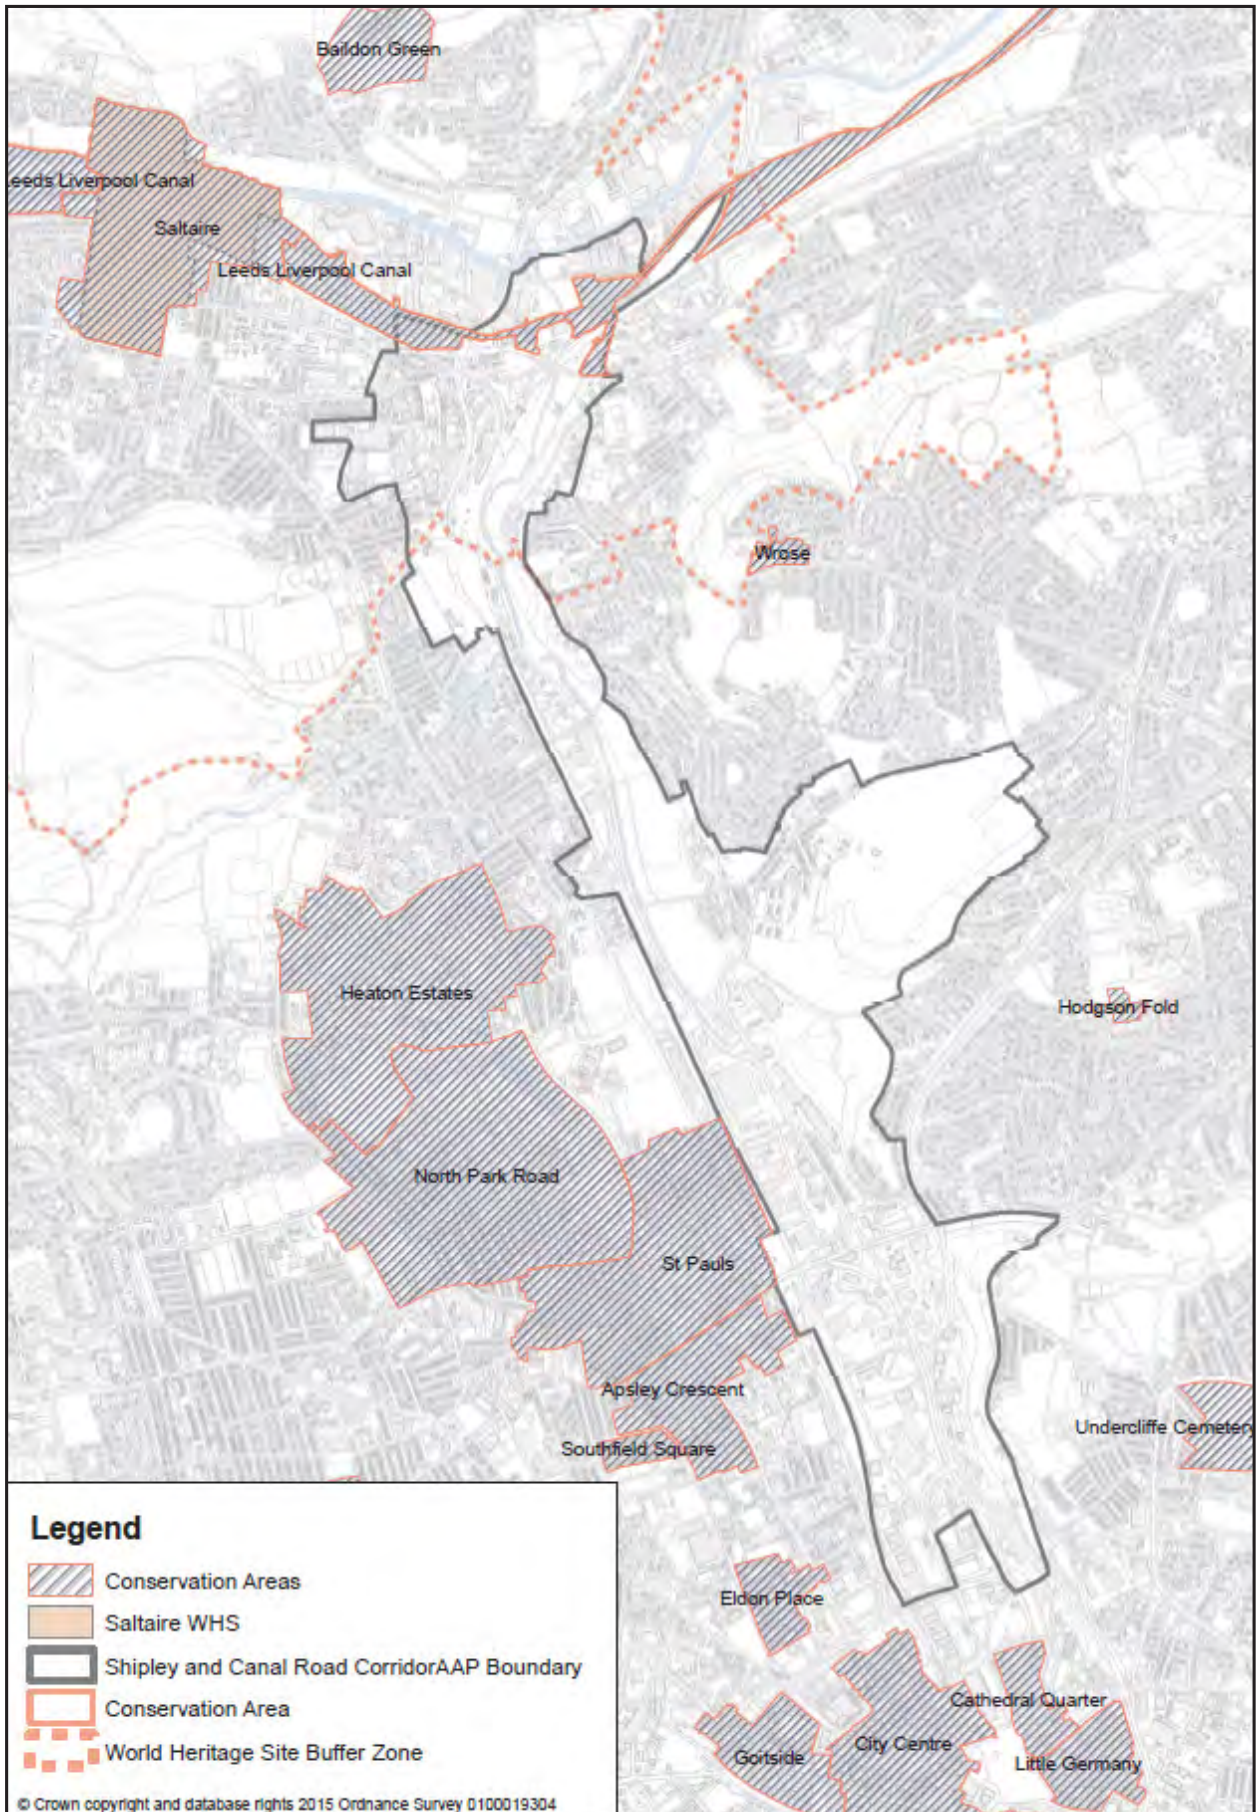 Baildon Green
eeds Liverpool Canal
Saltaire
Leeds Liverpool Canal
Wrose
Heaton Estates
Hodgson Fold
North Park Road
St Pauls
Apsley Crescent
Undercliffe Cemetery
Southfield Square
Eldon Place
Cathedral Quarter
City Centre
Goitside
Little Germany
Legend
Conservation Areas
Saltaire WHS
Shipley and Canal Road CorridorAAP Boundary
Conservation Area
World Heritage Site Buffer Zone
© Crown copyright and database rights 2015 Ordnance Survey 0100019304